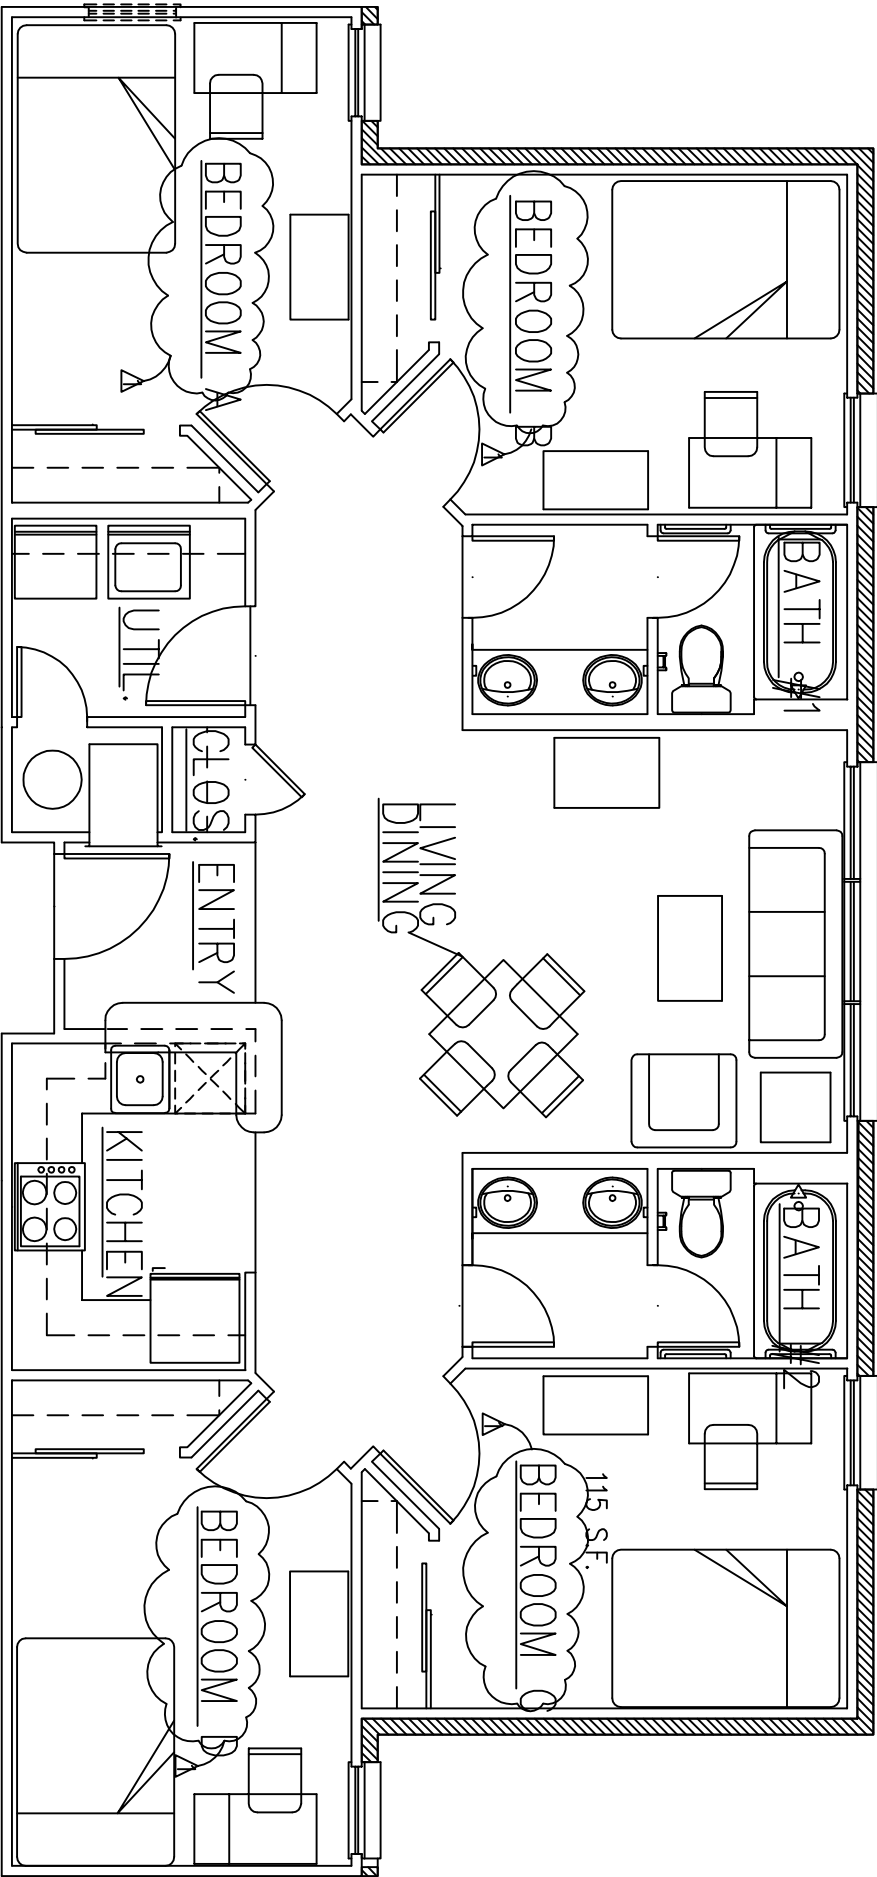 BEDROOM A
BEDROOM B
BATH #1
UTIL.
CLOS.
LIVING
DINING
ENTRY
KITCHEN
BATH #2
115 S.F.
BEDROOM C
BEDROOM D